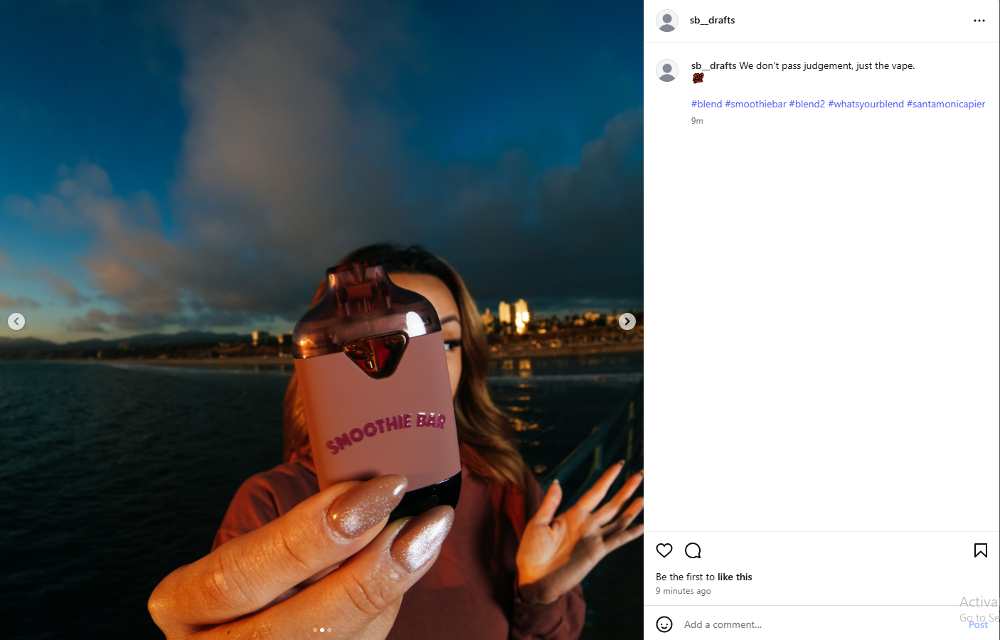 sb__drafts
sb__drafts We don't pass judgement, just the vape.
💯
#blend #smoothiebar #blend2 #whatsyourblend #santamonicapier
9m
SMOOTHIE BAR
Be the first to like this
9 minutes ago
Add a comment...
Post
Go to Se